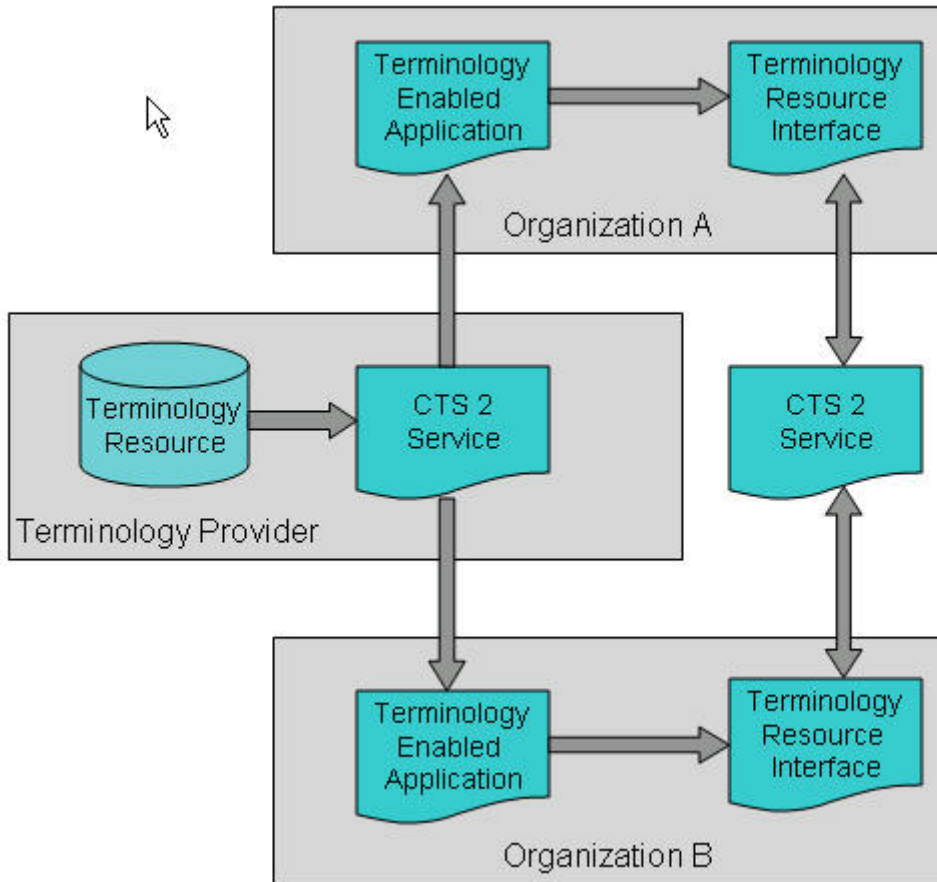 Terminology
Enabled
Application
Terminology
Resource
Interface
Organization A
Terminology
Resource
CTS 2
Service
Terminology Provider
CTS 2
Service
Terminology
Enabled
Application
Terminology
Resource
Interface
Organization B